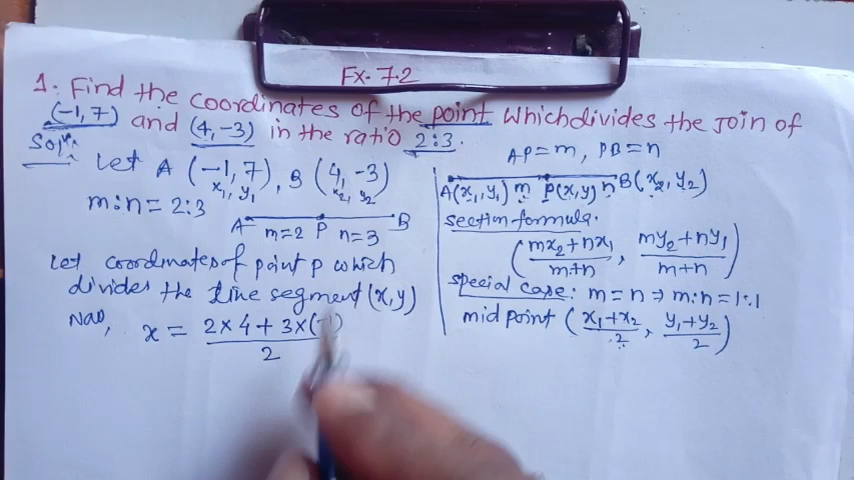 Ex. 7.2
1. Find the coordinates of the point which divides the Join of
(-1,7) and (4,-3) in the ratio 2:3.
Sol^n.
Let A (-1,7), B (4,-3)
x₁, y₁ x₂, y₂
m:n = 2:3
A P B
m=2 n=3
Let coordinates of point P which
divides the line segment (x,y)
Now, x = (2×4 + 3×(-1))/2
AP=m, PB=n
A(x₁,y₁) m P(x,y) n B(x₂,y₂)
section formula.
((mx₂+nx₁)/(m+n), (my₂+ny₁)/(m+n))
special case: m=n ⇒ m:n=1:1
mid point ((x₁+x₂)/2, (y₁+y₂)/2)